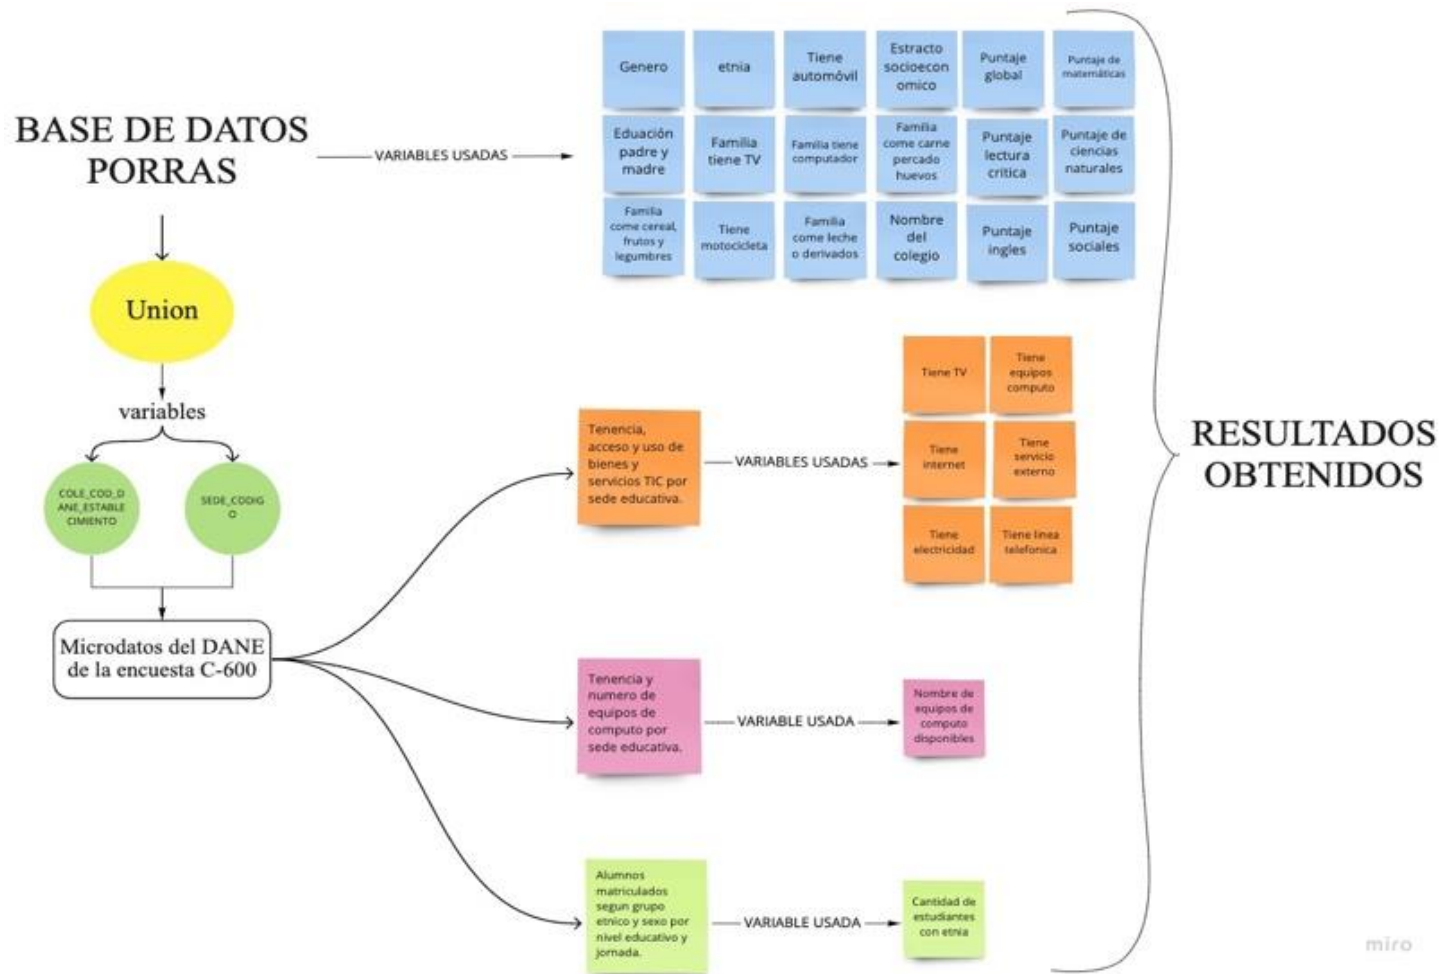 BASE DE DATOS
PORRAS
VARIABLES USADAS
Genero
etnia
Tiene
automóvil
Estracto
socioecon
omico
Puntaje
global
Puntaje de
matemáticas
Eduación
padre y
madre
Familia
tiene TV
Familia tiene
computador
Familia
come carne
percado
huevos
Puntaje
lectura
critica
Puntaje de
ciencias
naturales
Familia
come cereal,
frutos y
legumbres
Tiene
motocicleta
Familia
come leche
o derivados
Nombre
del
colegio
Puntaje
ingles
Puntaje
sociales
Union
variables
COLE_COD_D
ANE_ESTABLE
CIMIENTO
SEDE_CODIG
O
Microdatos del DANE
de la encuesta C-600
Tenencia,
acceso y uso de
bienes y
servicios TIC por
sede educativa.
VARIABLES USADAS
Tiene TV
Tiene
equipos
computo
Tiene
internet
Tiene
servicio
externo
Tiene
electricidad
Tiene linea
telefonica
Tenencia y
numero de
equipos de
computo por
sede educativa.
VARIABLE USADA
Nombre de
equipos de
computo
disponibles
Alumnos
matriculados
segun grupo
etnico y sexo por
nivel educativo y
jornada.
VARIABLE USADA
Cantidad de
estudiantes
con etnia
RESULTADOS
OBTENIDOS
miro